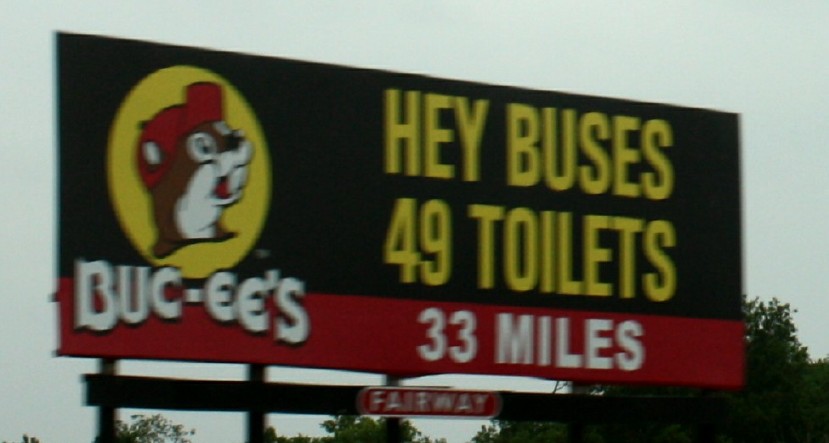 HEY BUSES
49 TOILETS
BUC-EE'S
33 MILES
FAIRWAY